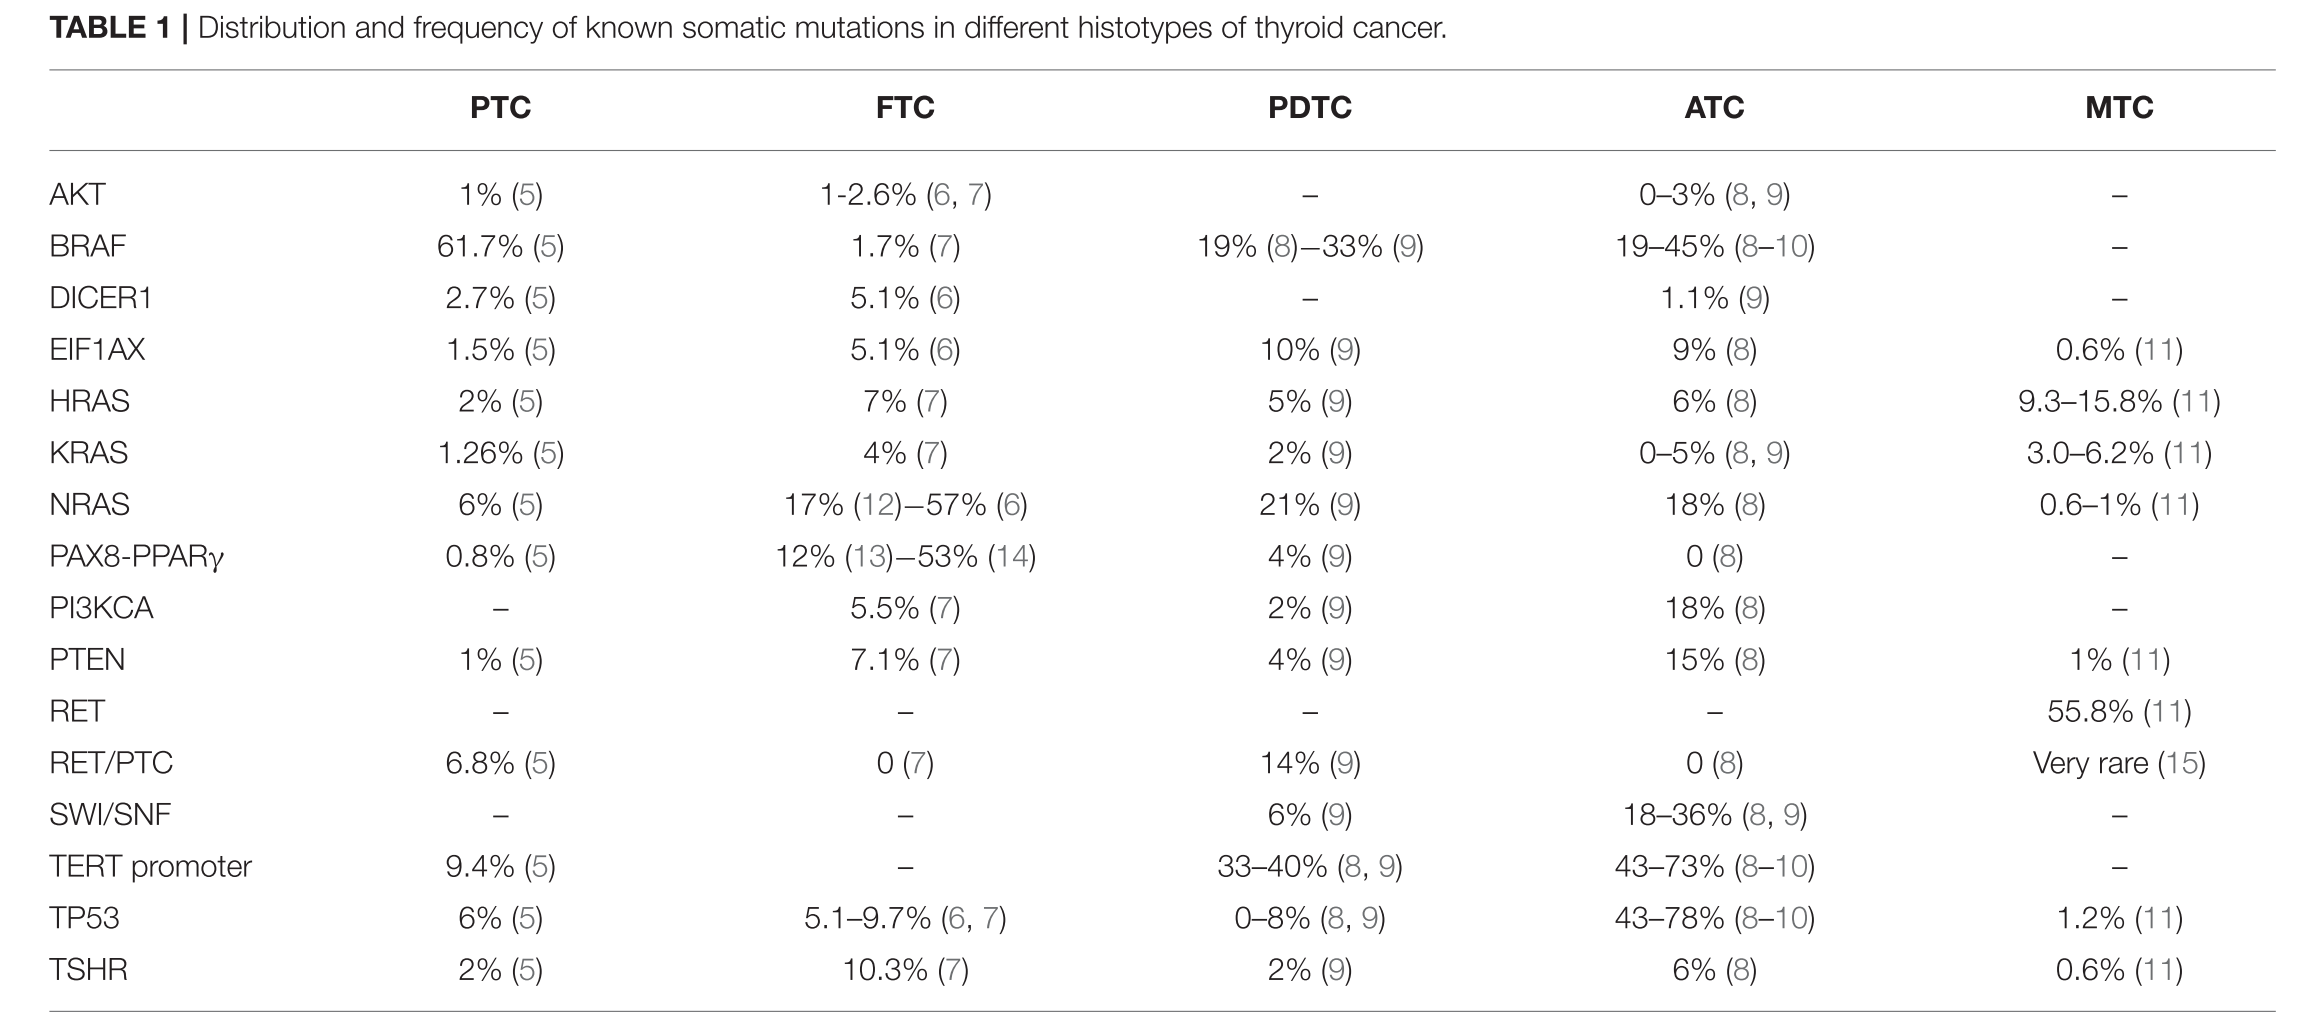 TABLE 1 | Distribution and frequency of known somatic mutations in different histotypes of thyroid cancer.
PTC FTC PDTC ATC MTC
AKT 1% (5) 1-2.6% (6, 7) – 0–3% (8, 9) –
BRAF 61.7% (5) 1.7% (7) 19% (8)–33% (9) 19–45% (8–10) –
DICER1 2.7% (5) 5.1% (6) – 1.1% (9) –
EIF1AX 1.5% (5) 5.1% (6) 10% (9) 9% (8) 0.6% (11)
HRAS 2% (5) 7% (7) 5% (9) 6% (8) 9.3–15.8% (11)
KRAS 1.26% (5) 4% (7) 2% (9) 0–5% (8, 9) 3.0–6.2% (11)
NRAS 6% (5) 17% (12)–57% (6) 21% (9) 18% (8) 0.6–1% (11)
PAX8-PPARγ 0.8% (5) 12% (13)–53% (14) 4% (9) 0 (8) –
PI3KCA – 5.5% (7) 2% (9) 18% (8) –
PTEN 1% (5) 7.1% (7) 4% (9) 15% (8) 1% (11)
RET – – – – 55.8% (11)
RET/PTC 6.8% (5) 0 (7) 14% (9) 0 (8) Very rare (15)
SWI/SNF – – 6% (9) 18–36% (8, 9) –
TERT promoter 9.4% (5) – 33–40% (8, 9) 43–73% (8–10) –
TP53 6% (5) 5.1–9.7% (6, 7) 0–8% (8, 9) 43–78% (8–10) 1.2% (11)
TSHR 2% (5) 10.3% (7) 2% (9) 6% (8) 0.6% (11)